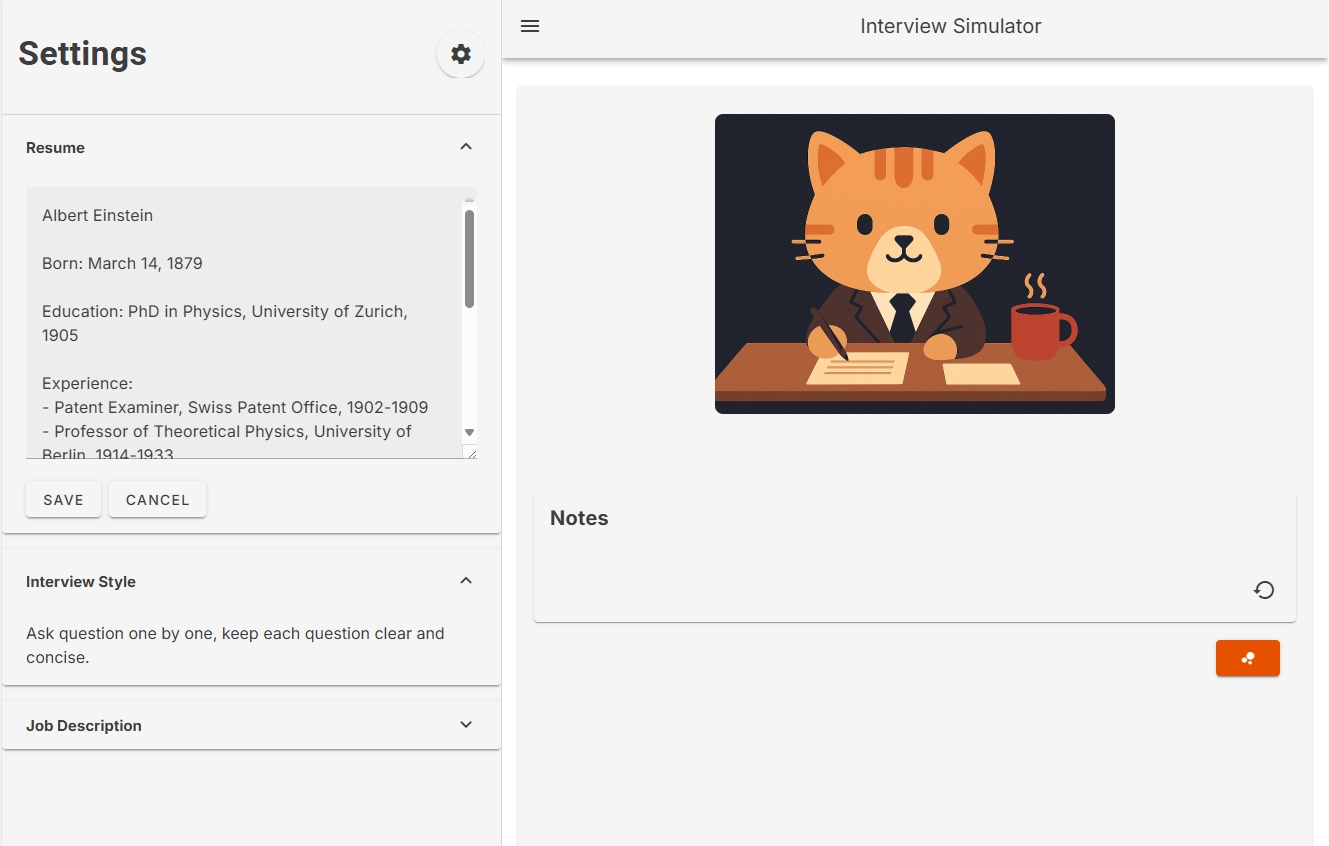 Settings
Resume
Albert Einstein
Born: March 14, 1879
Education: PhD in Physics, University of Zurich,
1905
Experience:
- Patent Examiner, Swiss Patent Office, 1902-1909
- Professor of Theoretical Physics, University of
Berlin, 1914-1933
SAVE
CANCEL
Interview Style
Ask question one by one, keep each question clear and
concise.
Job Description
Interview Simulator
Notes